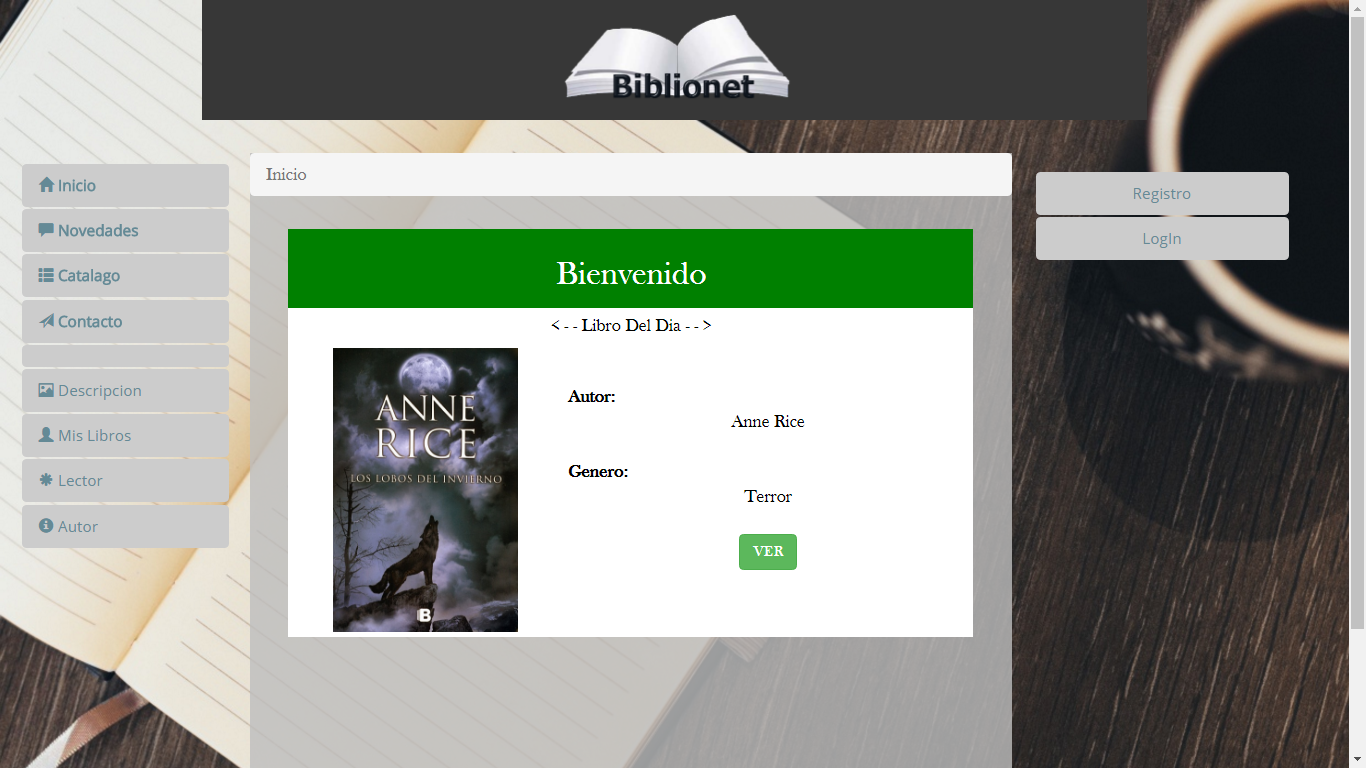 Biblionet
Inicio
Novedades
Catalago
Contacto
Descripcion
Mis Libros
Lector
Autor
Inicio
Bienvenido
< - - Libro Del Dia - - >
ANNE
RICE
LOS LOBOS DEL INVIERNO
B
Autor:
Anne Rice
Genero:
Terror
VER
Registro
LogIn